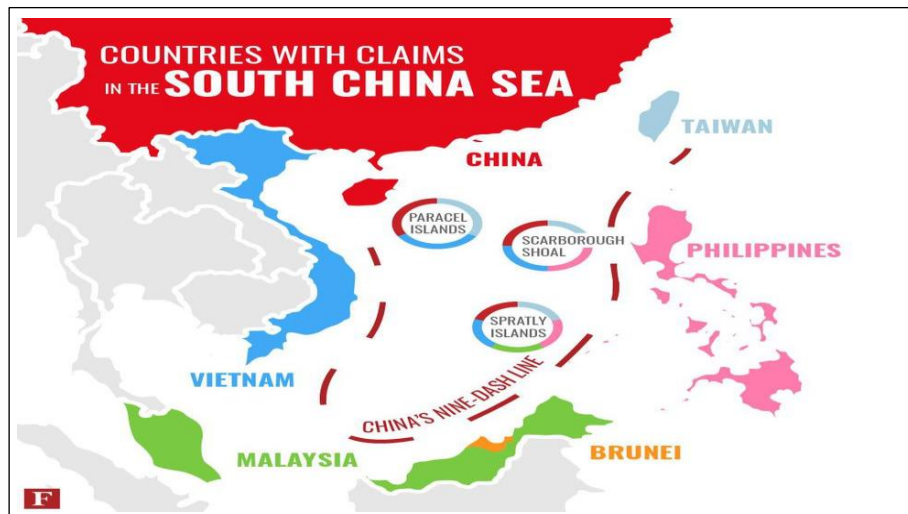 COUNTRIES WITH CLAIMS
IN THE SOUTH CHINA SEA
TAIWAN
CHINA
PARACEL
ISLANDS
SCARBOROUGH
SHOAL
PHILIPPINES
SPRATLY
ISLANDS
VIETNAM
CHINA'S NINE-DASH LINE
MALAYSIA
BRUNEI
F